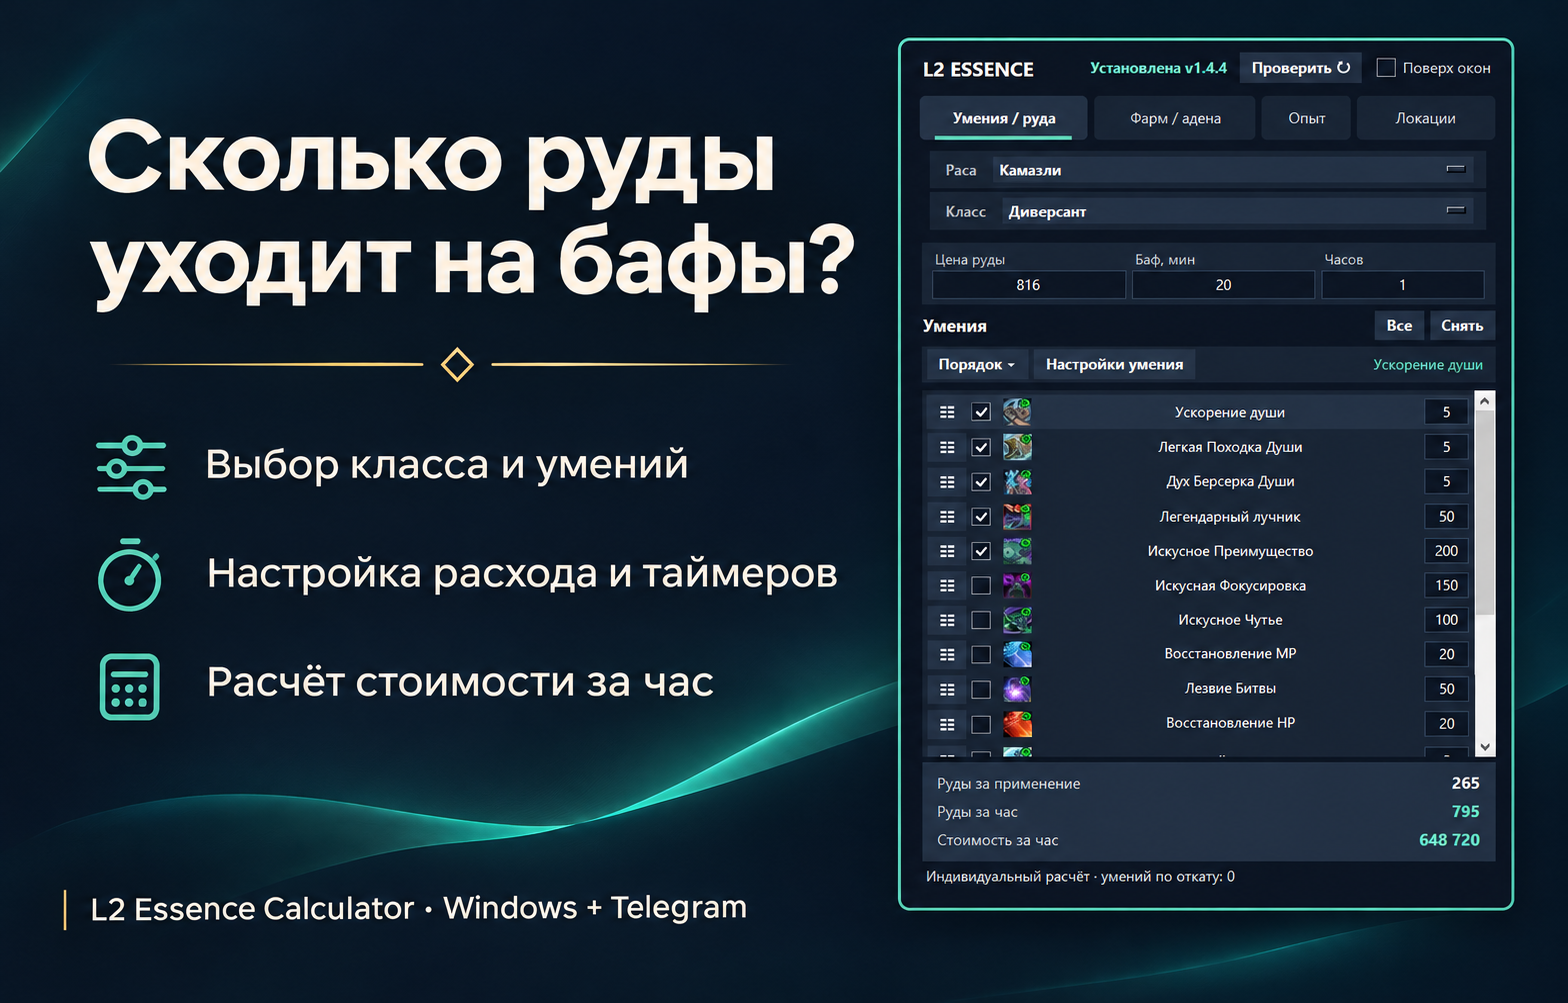 Сколько руды
уходит на бафы?
Выбор класса и умений
Настройка расхода и таймеров
Расчёт стоимости за час
L2 Essence Calculator • Windows + Telegram
L2 ESSENCE
Установлена v1.4.4
Проверить ↻
Поверх окон
Умения / руда
Фарм / адена
Опыт
Локации
Раса Камазли
Класс Диверсант
Цена руды Баф, мин Часов
816 20 1
Умения
Все
Снять
Порядок
Настройки умения
Ускорение души
Ускорение души 5
Легкая Походка Души 5
Дух Берсерка Души 5
Легендарный лучник 50
Искусное Преимущество 200
Искусная Фокусировка 150
Искусное Чутье 100
Восстановление MP 20
Лезвие Битвы 50
Восстановление HP 20
Руды за применение 265
Руды за час 795
Стоимость за час 648 720
Индивидуальный расчёт · умений по откату: 0